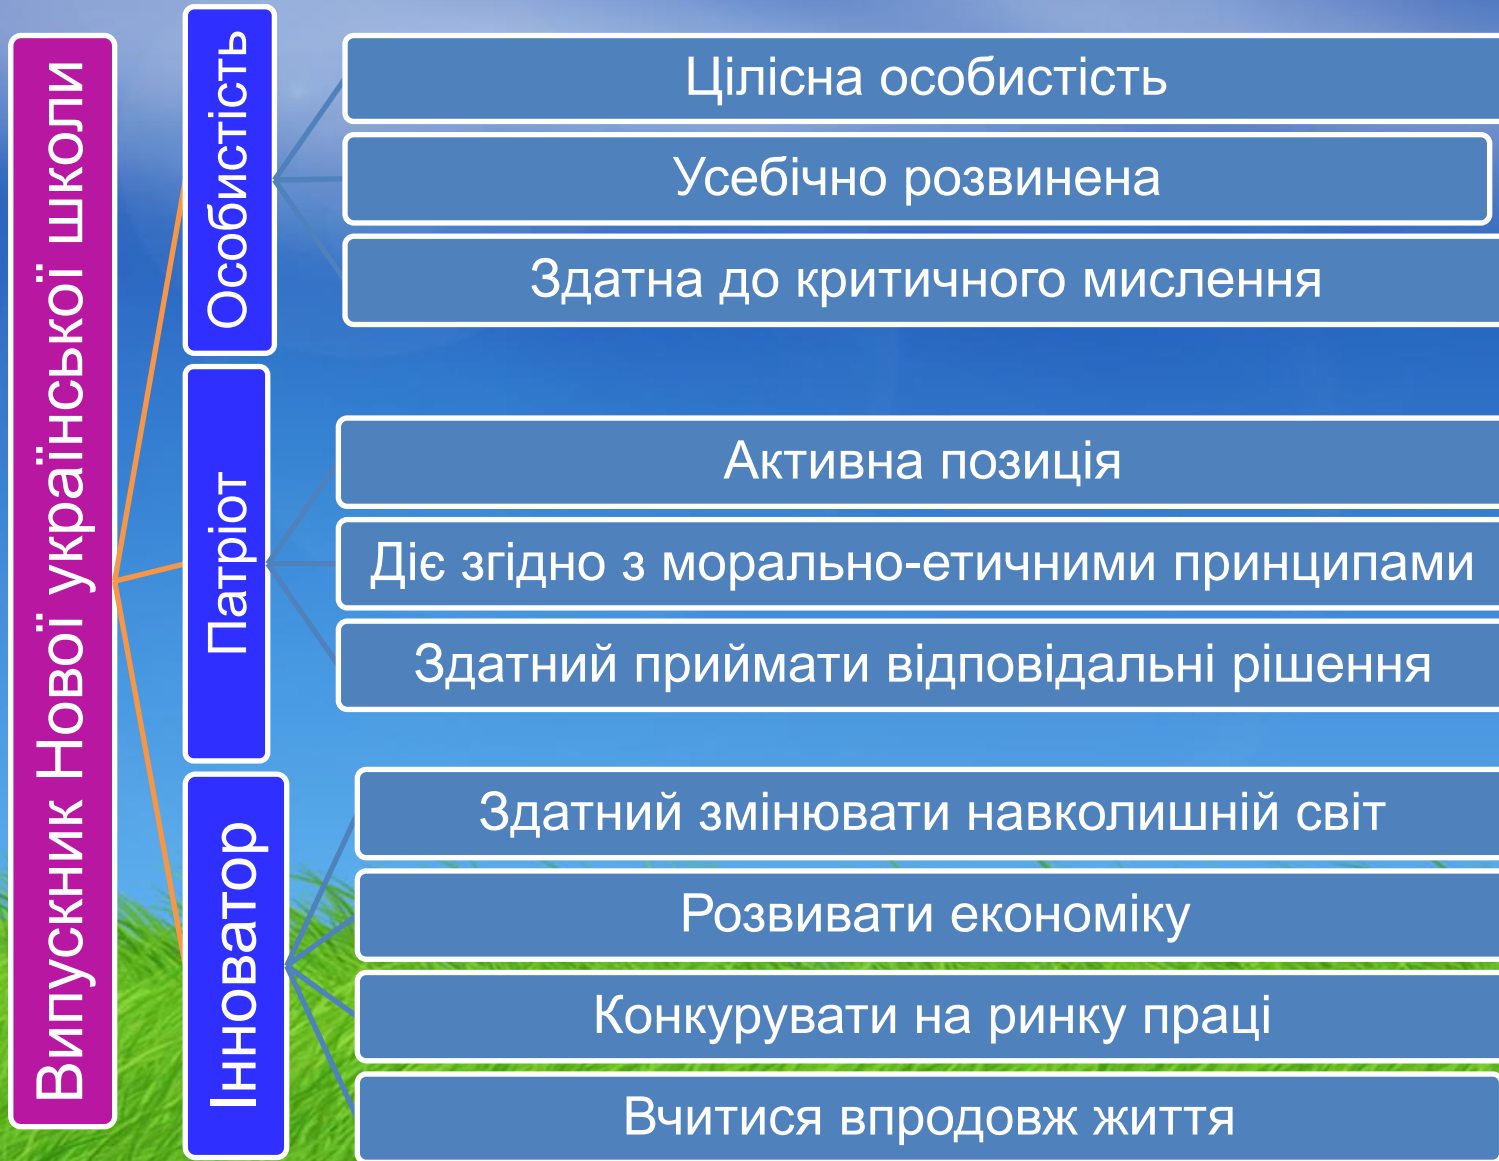 Випускник Нової української школи
Особистість
Цілісна особистість
Усебічно розвинена
Здатна до критичного мислення
Патріот
Активна позиція
Діє згідно з морально-етичними принципами
Здатний приймати відповідальні рішення
Інноватор
Здатний змінювати навколишній світ
Розвивати економіку
Конкурувати на ринку праці
Вчитися впродовж життя